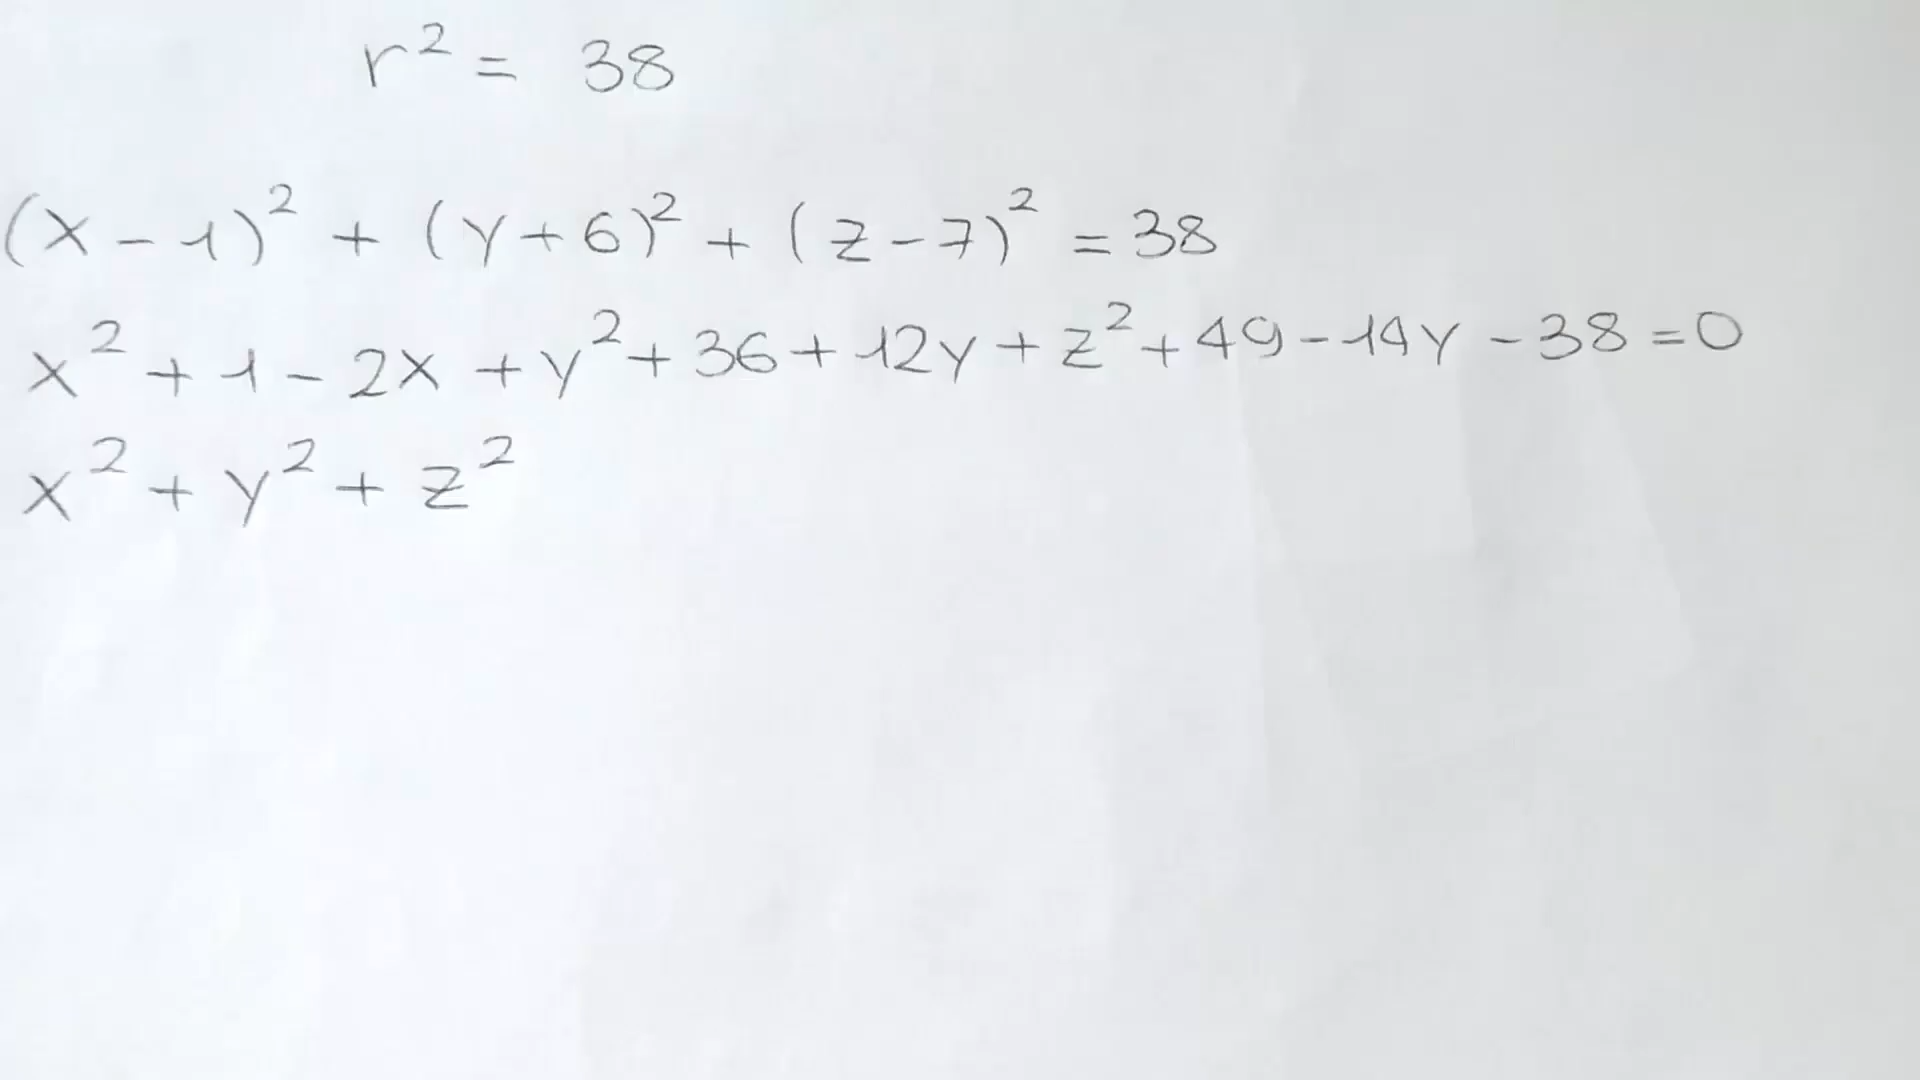 r² = 38
(x - 1)² + (y + 6)² + (z - 7)² = 38
x² + 1 - 2x + y² + 36 + 12y + z² + 49 - 14y - 38 = 0
x² + y² + z²